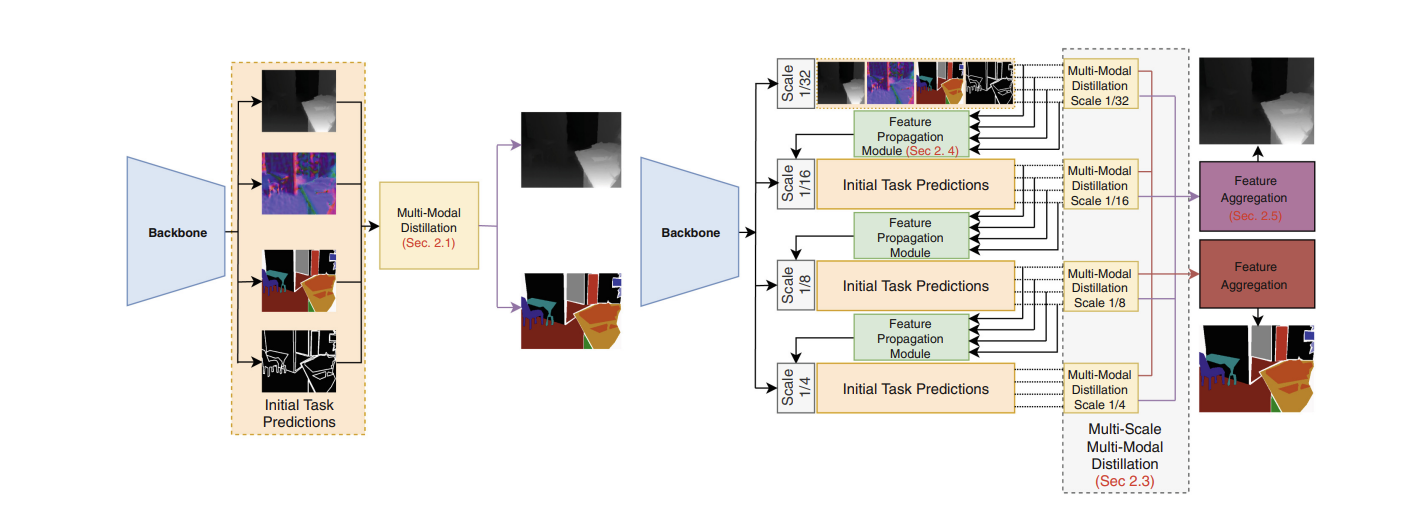 Backbone
Initial Task
Predictions
Multi-Modal
Distillation
(Sec. 2.1)
Backbone
Scale
1/32
Multi-Modal
Distillation
Scale 1/32
Feature
Propagation
Module (Sec 2. 4)
Scale
1/16
Initial Task Predictions
Multi-Modal
Distillation
Scale 1/16
Feature
Propagation
Module
Scale
1/8
Initial Task Predictions
Multi-Modal
Distillation
Scale 1/8
Feature
Propagation
Module
Scale
1/4
Initial Task Predictions
Multi-Modal
Distillation
Scale 1/4
Multi-Scale
Multi-Modal
Distillation
(Sec 2.3)
Feature
Aggregation
(Sec. 2.5)
Feature
Aggregation